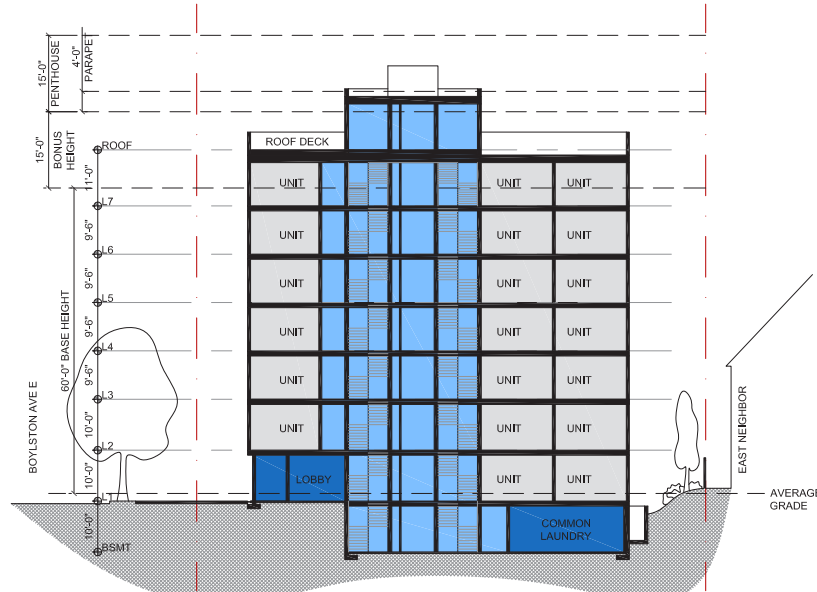 15'-0"
PENTHOUSE
4'-0"
PARAPET
15'-0"
BONUS
HEIGHT
ROOF
ROOF DECK
11'-0"
UNIT UNIT UNIT
L7
9'-6"
UNIT UNIT UNIT
L6
9'-6"
UNIT UNIT UNIT
L5
9'-6"
UNIT UNIT UNIT
L4
60'-0" BASE HEIGHT
9'-6"
UNIT UNIT UNIT
L3
10'-0"
UNIT UNIT UNIT
L2
10'-0"
LOBBY UNIT UNIT
L1
10'-0"
COMMON
LAUNDRY
BSMT
BOYLSTON AVE E
EAST NEIGHBOR
AVERAGE
GRADE